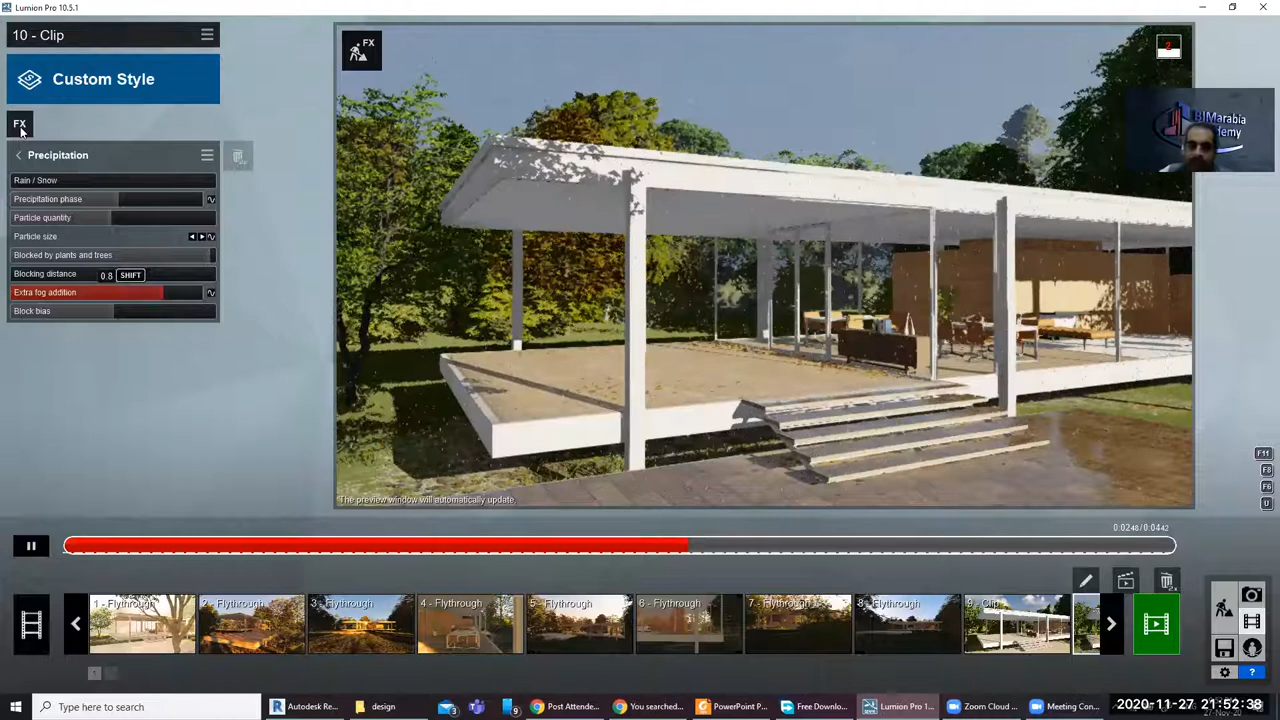 Lumion Pro 10.5.1
10 - Clip
Custom Style
FX
Precipitation
Rain / Snow
Precipitation phase
Particle quantity
Particle size
Blocked by plants and trees
Blocking distance
0.8 SHIFT
Extra fog addition
Block bias
FX
2
BIMarabia
The preview window will automatically update.
F11
F8
F6
U
0:0248/0:0442
1 - Flythrough
2 - Flythrough
3 - Flythrough
4 - Flythrough
5 - Flythrough
6 - Flythrough
7 - Flythrough
8 - Flythrough
9 - Clip
1
?
Type here to search
Autodesk Re...
design
3
9
Post Attende...
You searched...
PowerPoint P...
Free Downlo...
Lumion Pro 1...
Zoom Cloud ...
Meeting Con...
2020-11-27 21:52:38